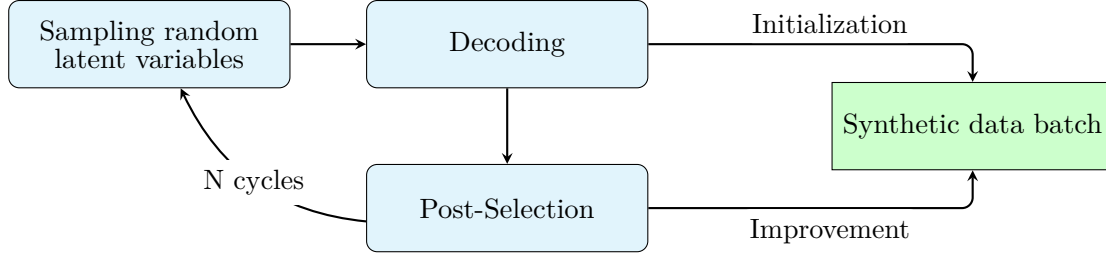 Sampling random
latent variables
Decoding
Initialization
Synthetic data batch
N cycles
Post-Selection
Improvement